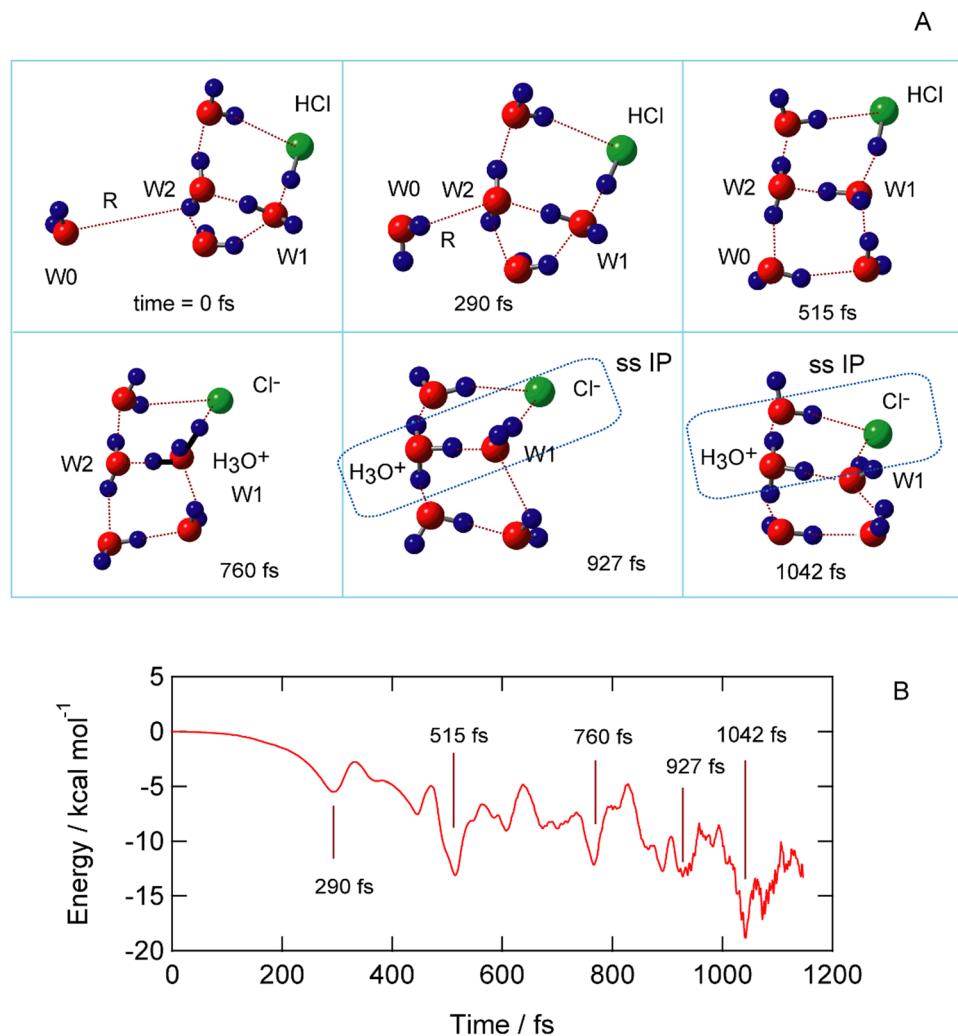 A
HCl
W2
R
W0
W1
time = 0 fs
HCl
W0
W2
R
W1
290 fs
HCl
W2
W1
W0
515 fs
Cl-
W2
H3O+
W1
760 fs
ss IP
Cl-
W1
H3O+
927 fs
ss IP
Cl-
H3O+
W1
1042 fs
B
5
0
-5
-10
-15
-20
Energy / kcal mol-1
290 fs
515 fs
760 fs
927 fs
1042 fs
0
200
400
600
800
1000
1200
Time / fs